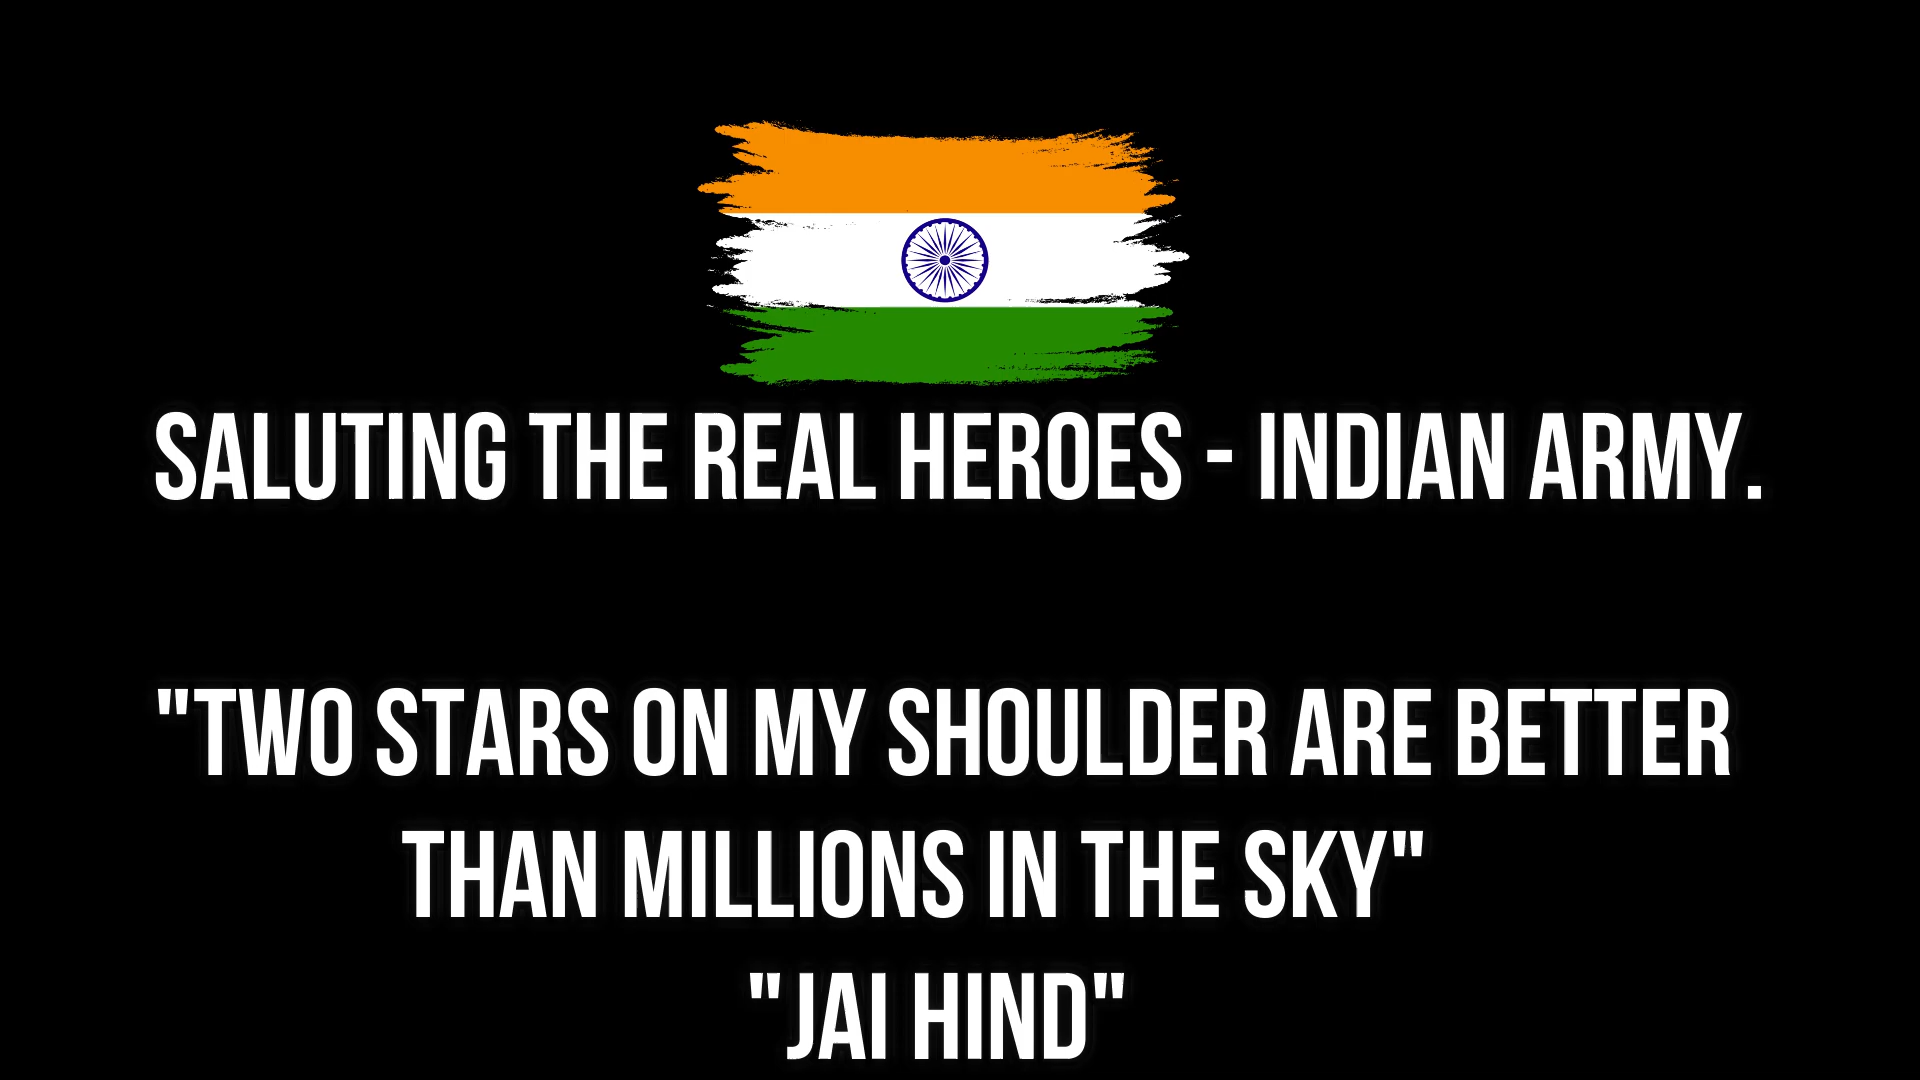 SALUTING THE REAL HEROES - INDIAN ARMY.
"TWO STARS ON MY SHOULDER ARE BETTER
THAN MILLIONS IN THE SKY"
"JAI HIND"